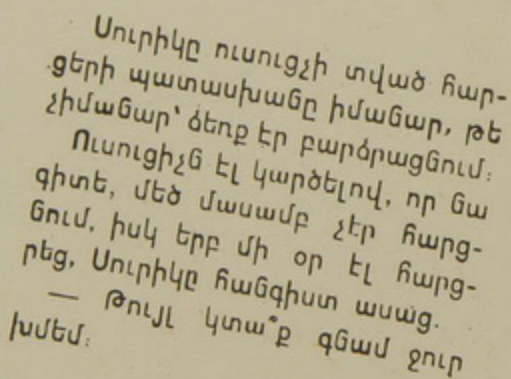 Սուրիկը ուսուցչի տված հար-
ցերի պատասխանը իմանար, թե
չիմանար՝ ձեռք էր բարձրացնում։
Ուսուցիչն էլ կարծելով, որ նա
գիտե, մեծ մասամբ չէր հարց-
նում, իսկ երբ մի օր էլ հարց-
րեց, Սուրիկը հանգիստ ասաց.
— Թույլ կտա՞ք գնամ ջուր
խմեմ։